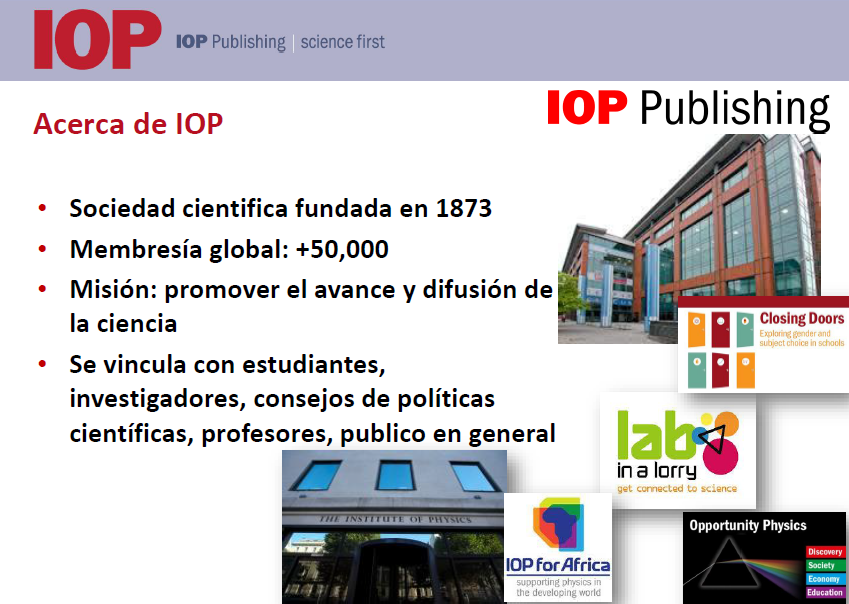 IOP IOP Publishing | science first
IOP Publishing
Acerca de IOP
• Sociedad cientifica fundada en 1873
• Membresía global: +50,000
• Misión: promover el avance y difusión de
la ciencia
• Se vincula con estudiantes,
investigadores, consejos de políticas
científicas, profesores, publico en general
Closing Doors
Exploring gender and
subject choice in schools
lab
in a lorry
get connected to science
THE INSTITUTE OF PHYSICS
IOP for Africa
supporting physics in
the developing world
Opportunity Physics
Discovery
Society
Economy
Education